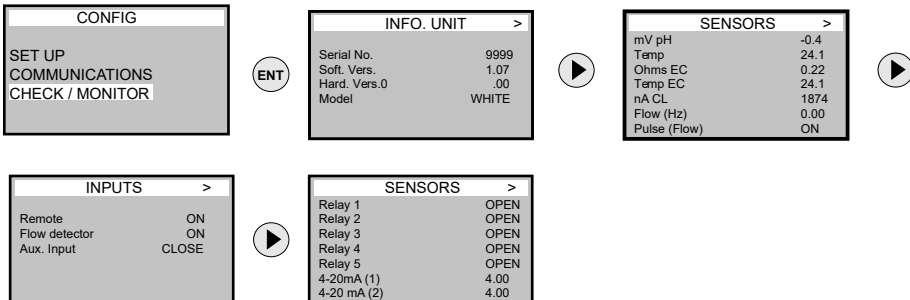 CONFIG
SET UP
COMMUNICATIONS
CHECK / MONITOR
ENT
INFO. UNIT >
Serial No. 9999
Soft. Vers. 1.07
Hard. Vers.0 .00
Model WHITE
SENSORS >
mV pH -0.4
Temp 24.1
Ohms EC 0.22
Temp EC 24.1
nA CL 1874
Flow (Hz) 0.00
Pulse (Flow) ON
INPUTS >
Remote ON
Flow detector ON
Aux. Input CLOSE
SENSORS >
Relay 1 OPEN
Relay 2 OPEN
Relay 3 OPEN
Relay 4 OPEN
Relay 5 OPEN
4-20mA (1) 4.00
4-20 mA (2) 4.00